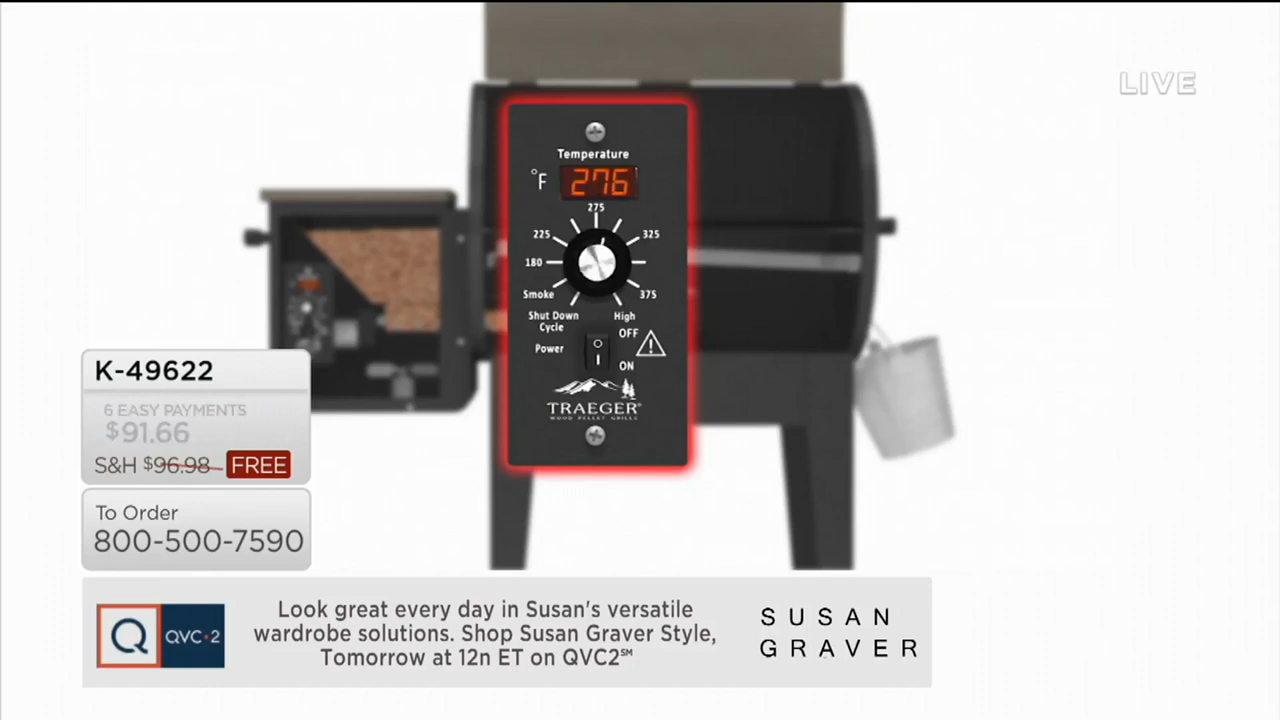 LIVE
Temperature
°F
276
275
225
325
180
Smoke
375
Shut Down
Cycle
High
OFF
Power
ON
TRAEGER®
WOOD PELLET GRILLS
K-49622
6 EASY PAYMENTS
$91.66
S&H $96.98 FREE
To Order
800-500-7590
Q QVC•2
Look great every day in Susan's versatile
wardrobe solutions. Shop Susan Graver Style,
Tomorrow at 12n ET on QVC2℠
SUSAN
GRAVER